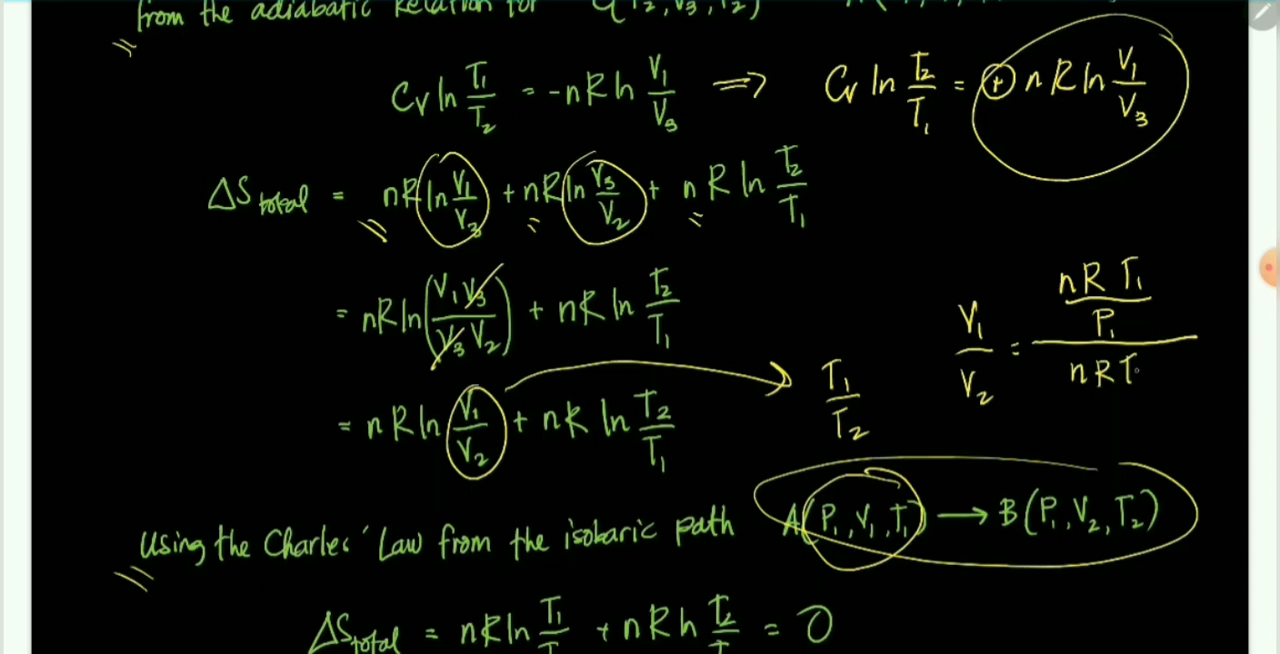 from the adiabatic Relation for
Cv ln T1/T2 = -nR ln V1/V3 ⟹ Cv ln T2/T1 = ⊕ nR ln V1/V3
ΔS total = nR ln V1/V3 + nR ln V3/V2 + nR ln T2/T1
= nR ln (V1 V3 / V3 V2) + nR ln T2/T1
V1/V2 = nRT1/P1 / nRT
= nR ln V1/V2 + nR ln T2/T1
T1/T2
Using the Charles' Law from the isobaric path A(P1, V1, T1) → B(P1, V2, T2)
ΔS total = nR ln T1/T + nR ln T2/T = 0